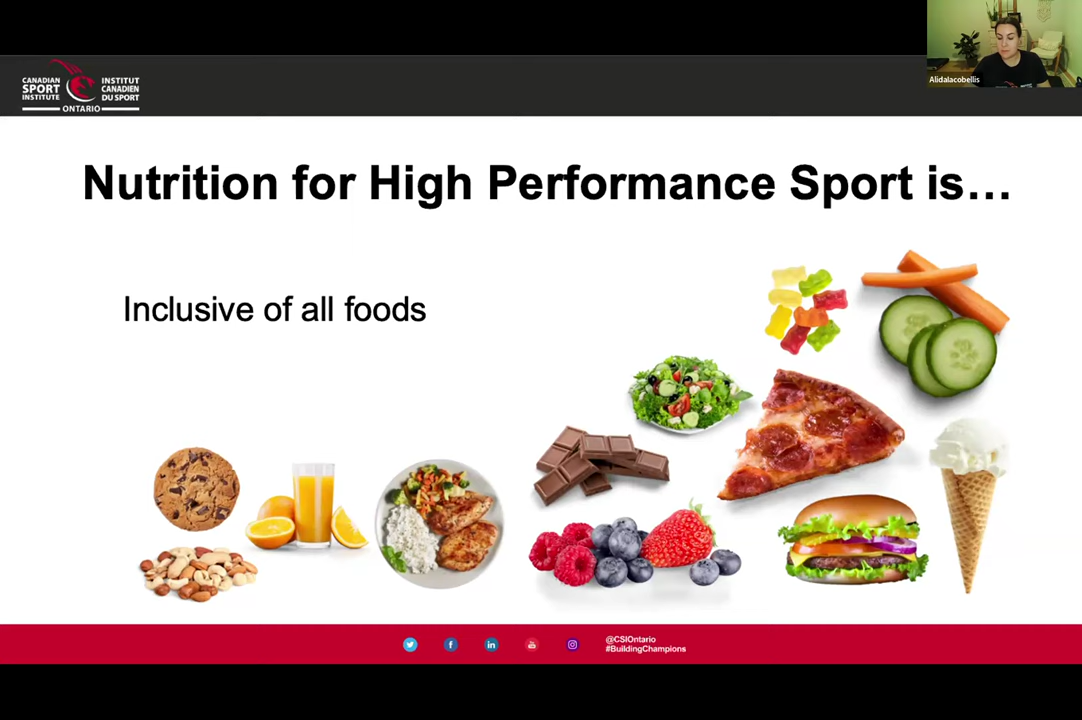 AlidaIacobellis
CANADIAN
SPORT
INSTITUTE
INSTITUT
CANADIEN
DU SPORT
ONTARIO
Nutrition for High Performance Sport is…
Inclusive of all foods
@CSIOntario
#BuildingChampions